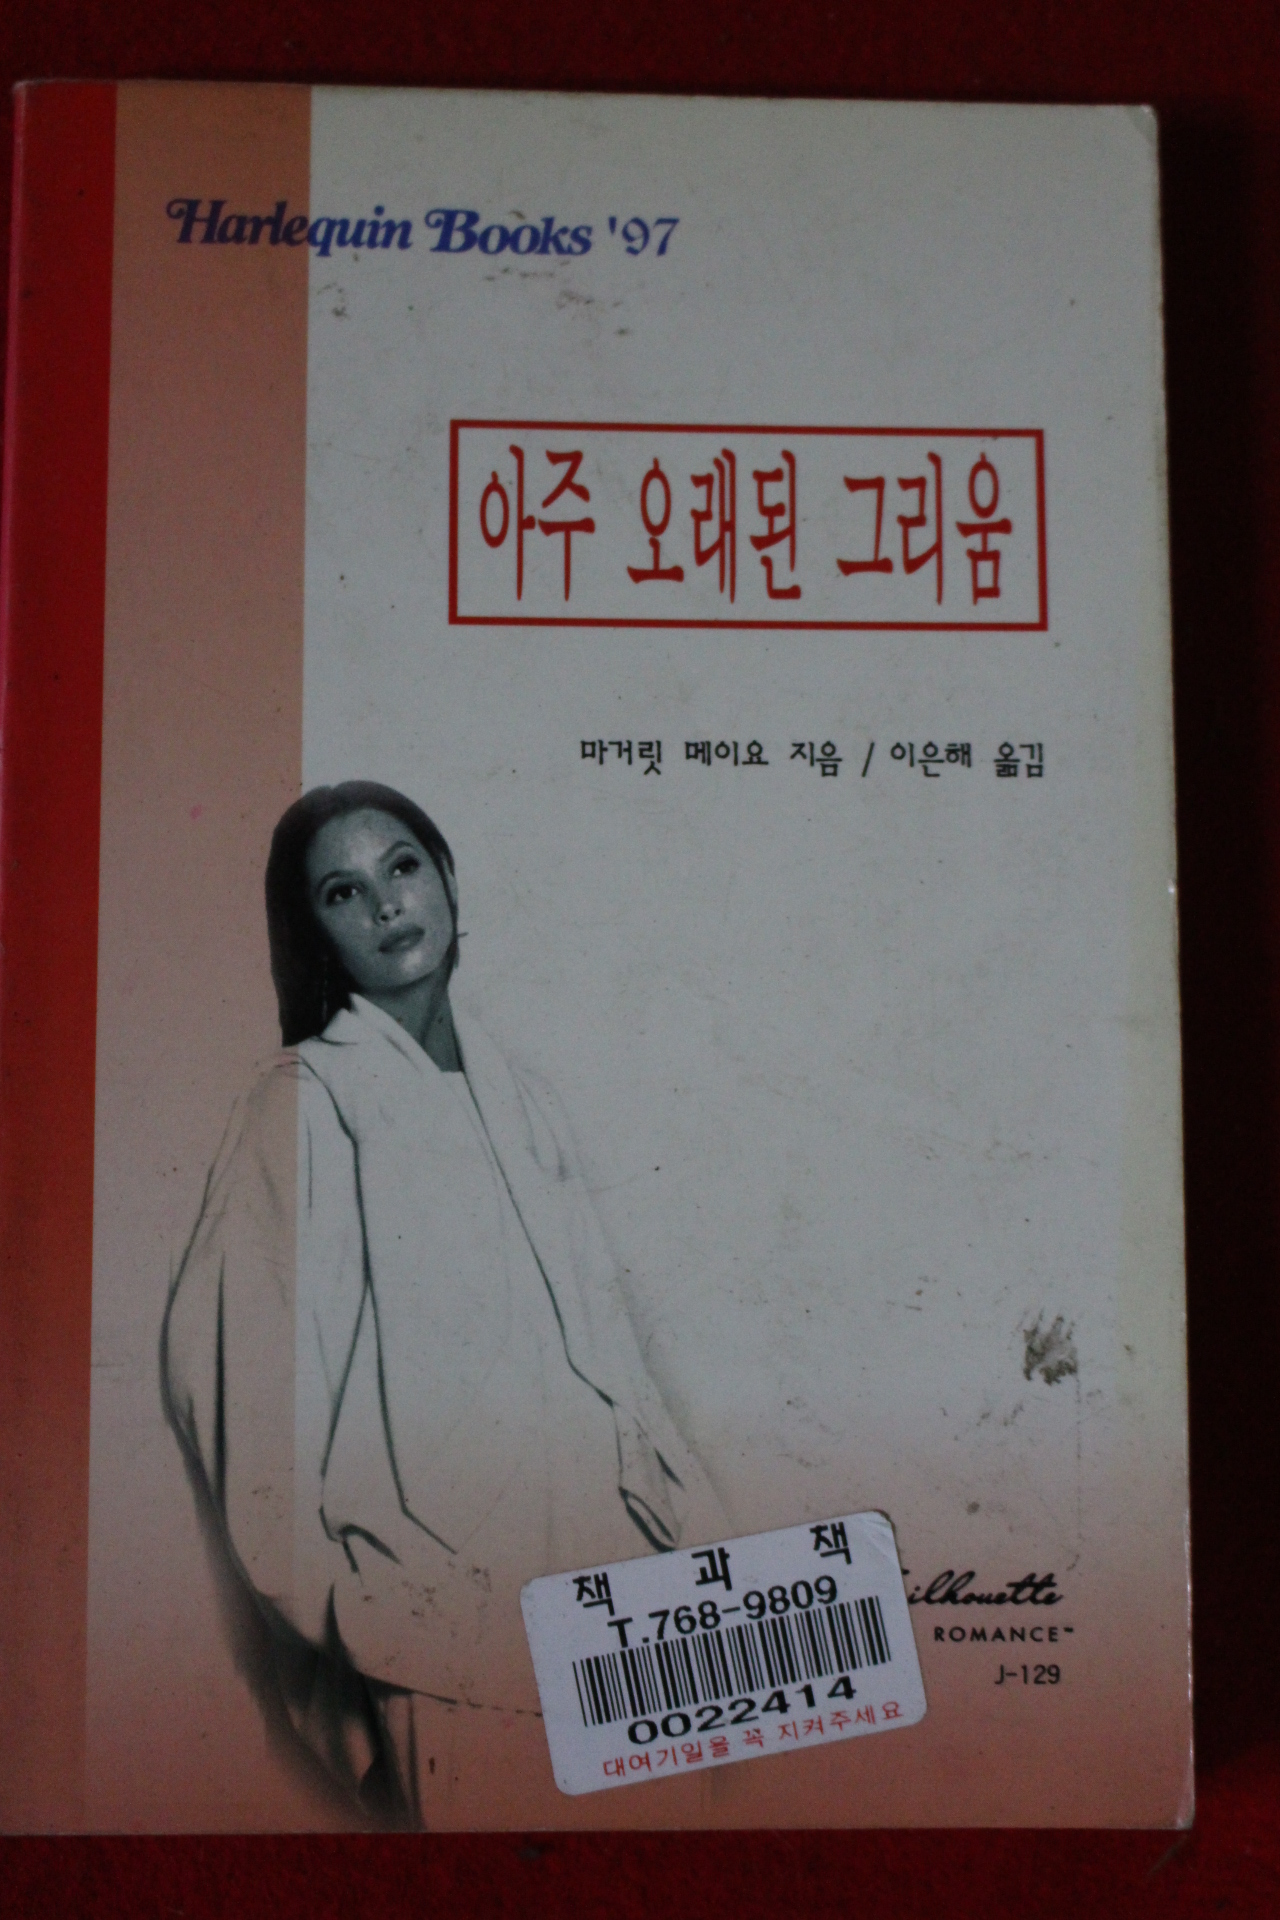 Harlequin Books '97
아주 오래된 그리움
마거릿 메이요 지음 / 이은해 옮김
책 과 책
T.768-9809
0022414
대여기일을 꼭 지켜주세요
ROMANCE™
J-129